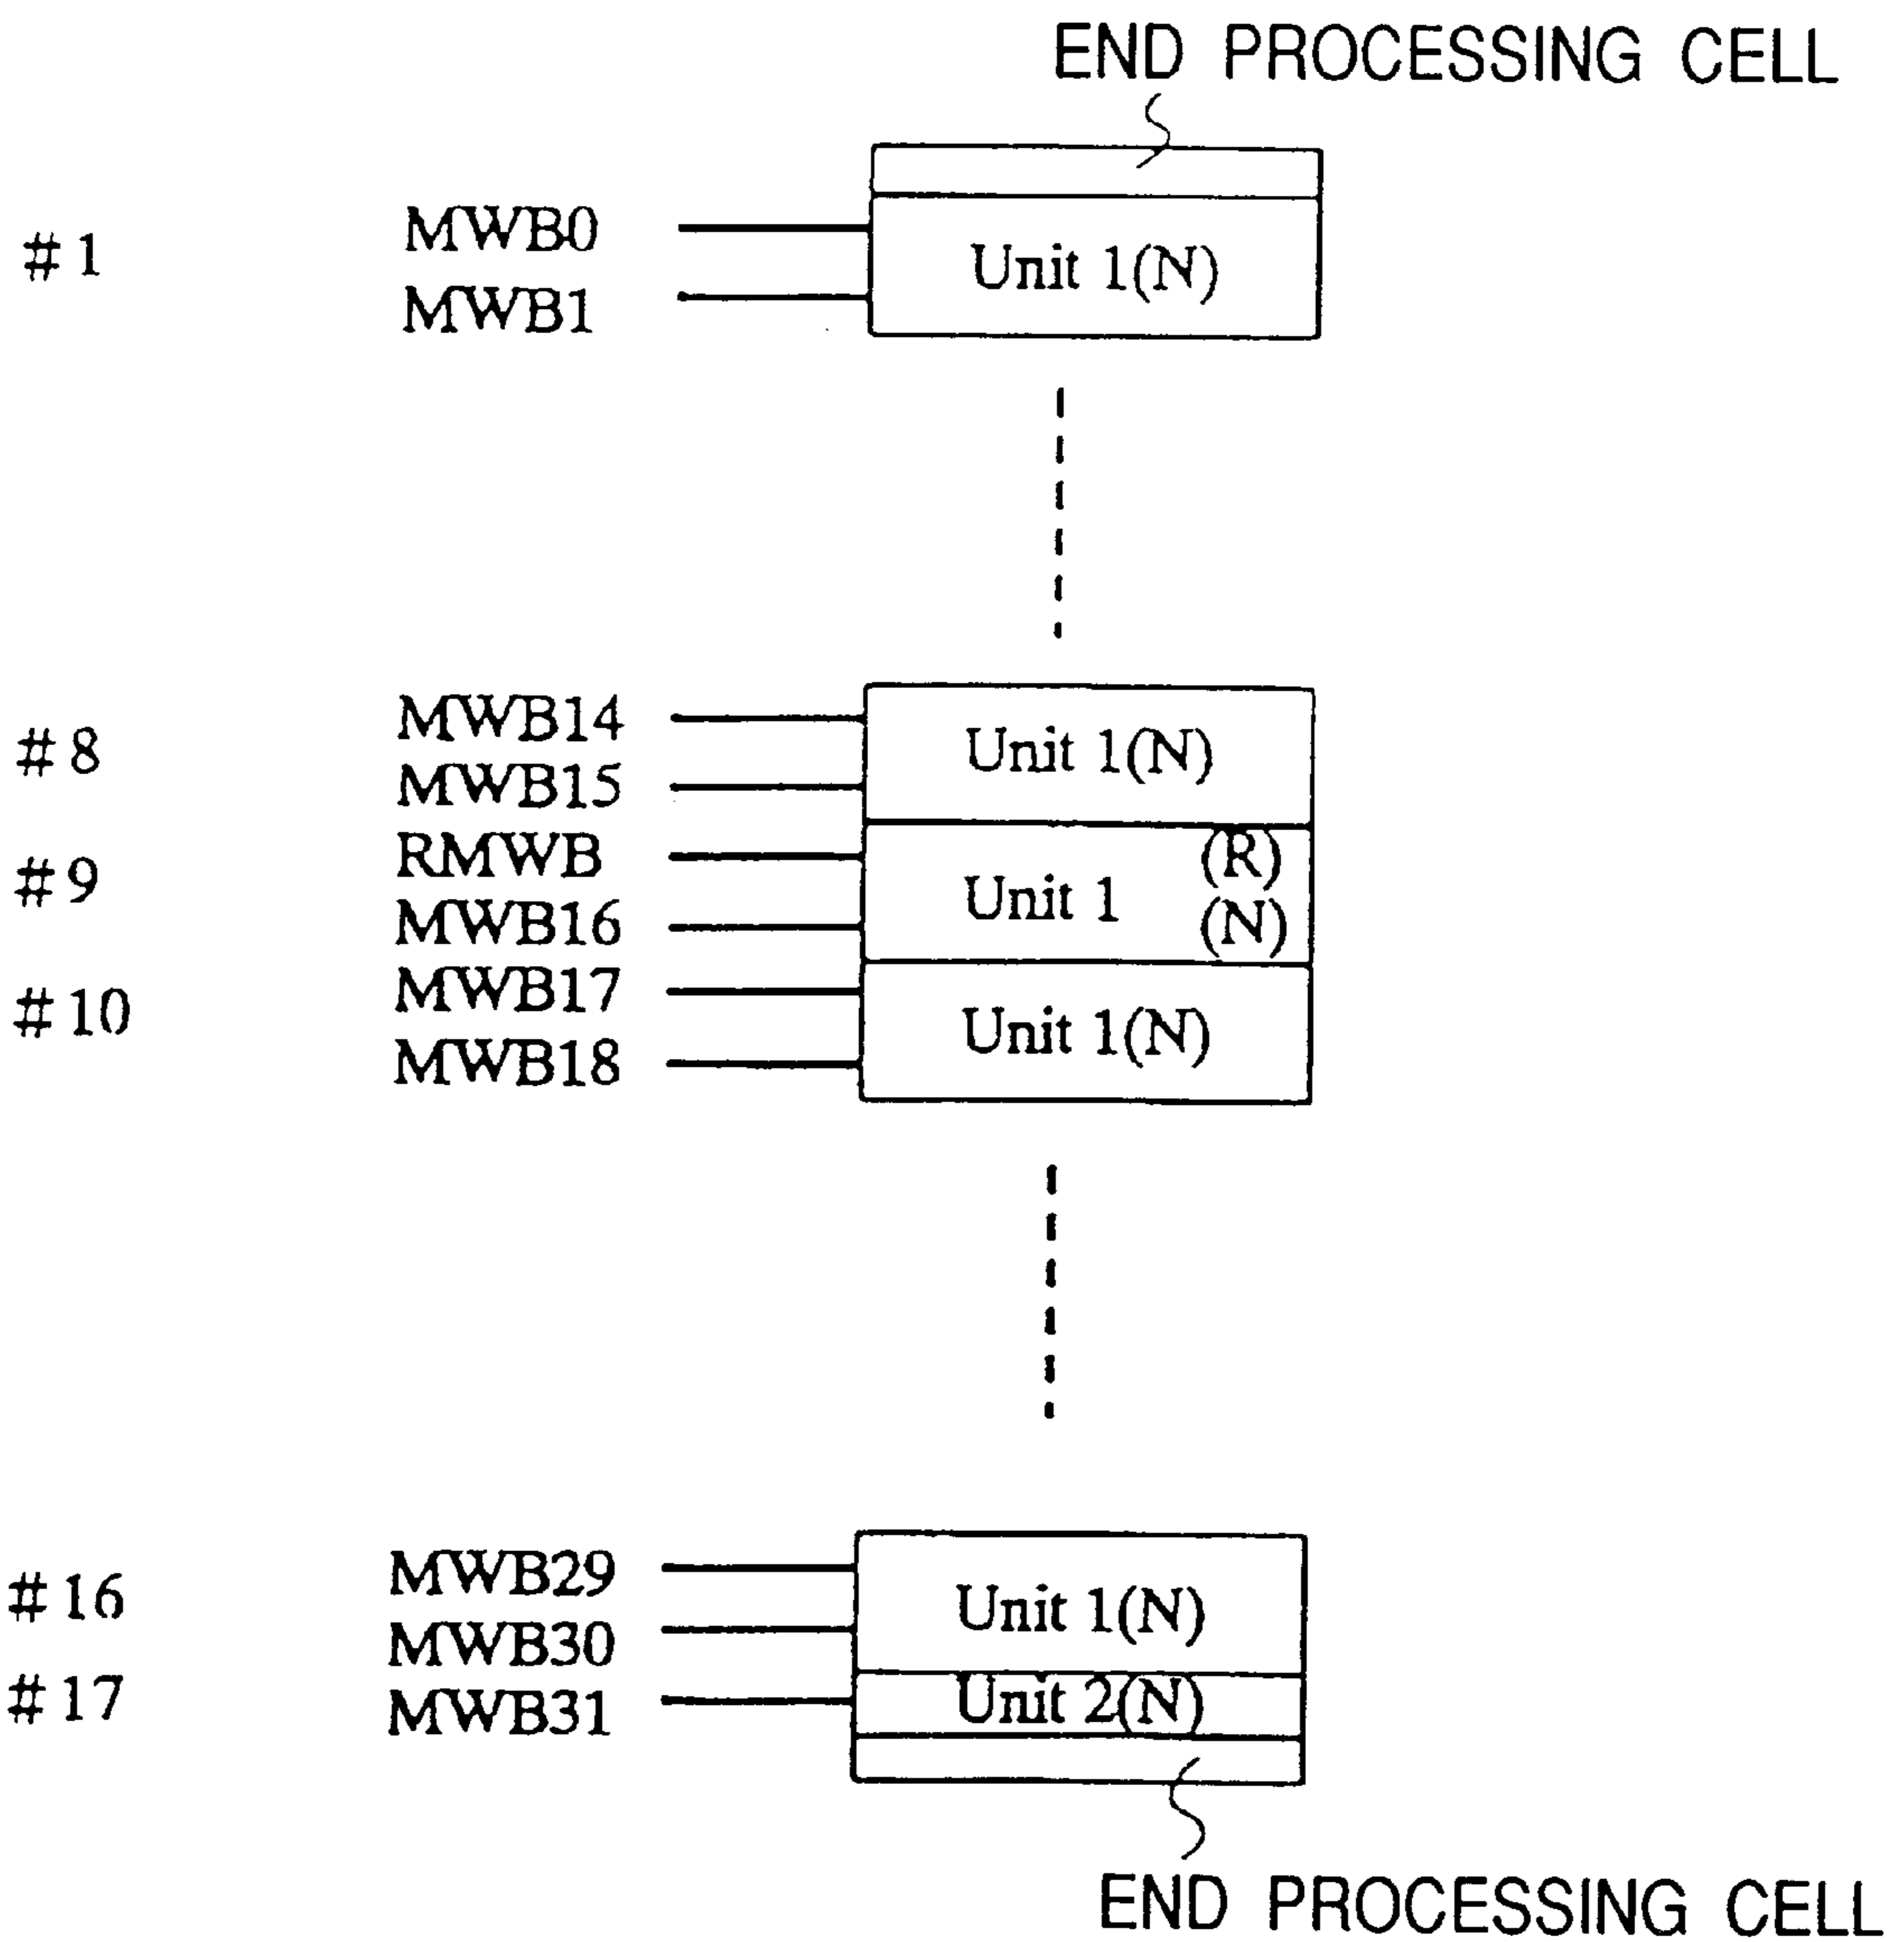 END PROCESSING CELL
#1
MWB0
MWB1
Unit 1(N)
#8
MWB14
MWB15
Unit 1(N)
#9
RMWB
MWB16
Unit 1
(R)
(N)
#10
MWB17
MWB18
Unit 1(N)
#16
MWB29
MWB30
Unit 1(N)
#17
MWB31
Unit 2(N)
END PROCESSING CELL